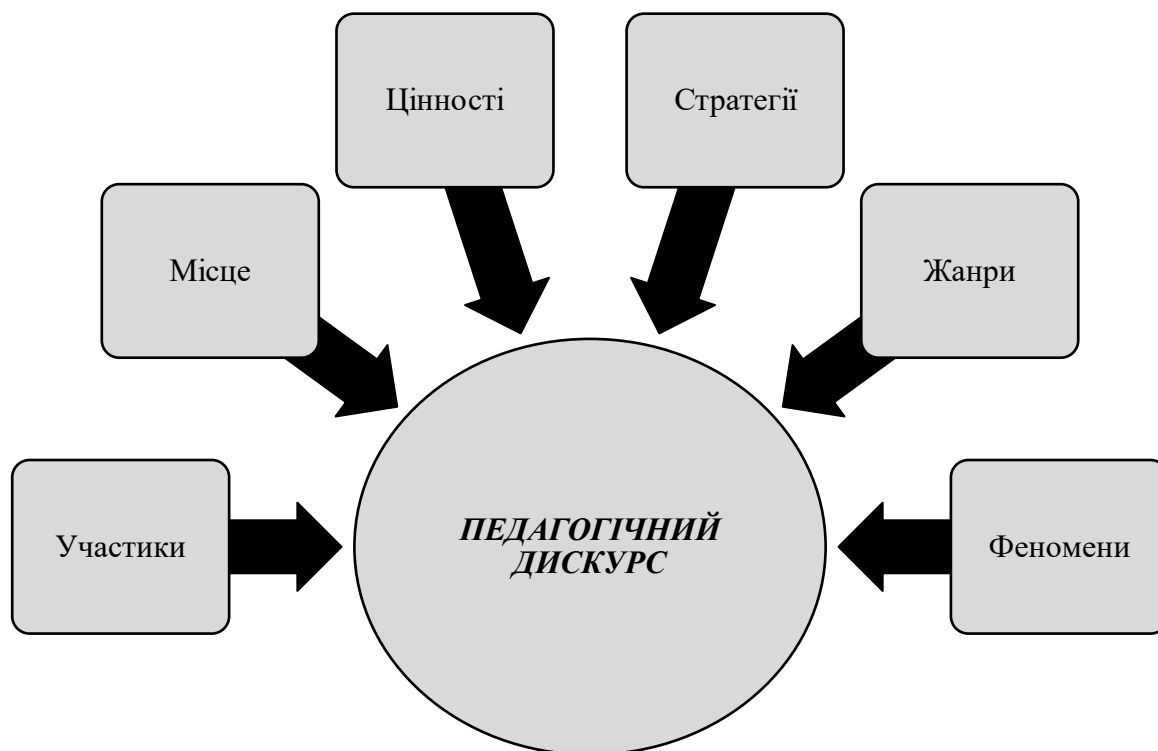 Цінності
Стратегії
Місце
Жанри
Участики
ПЕДАГОГІЧНИЙ
ДИСКУРС
Феномени